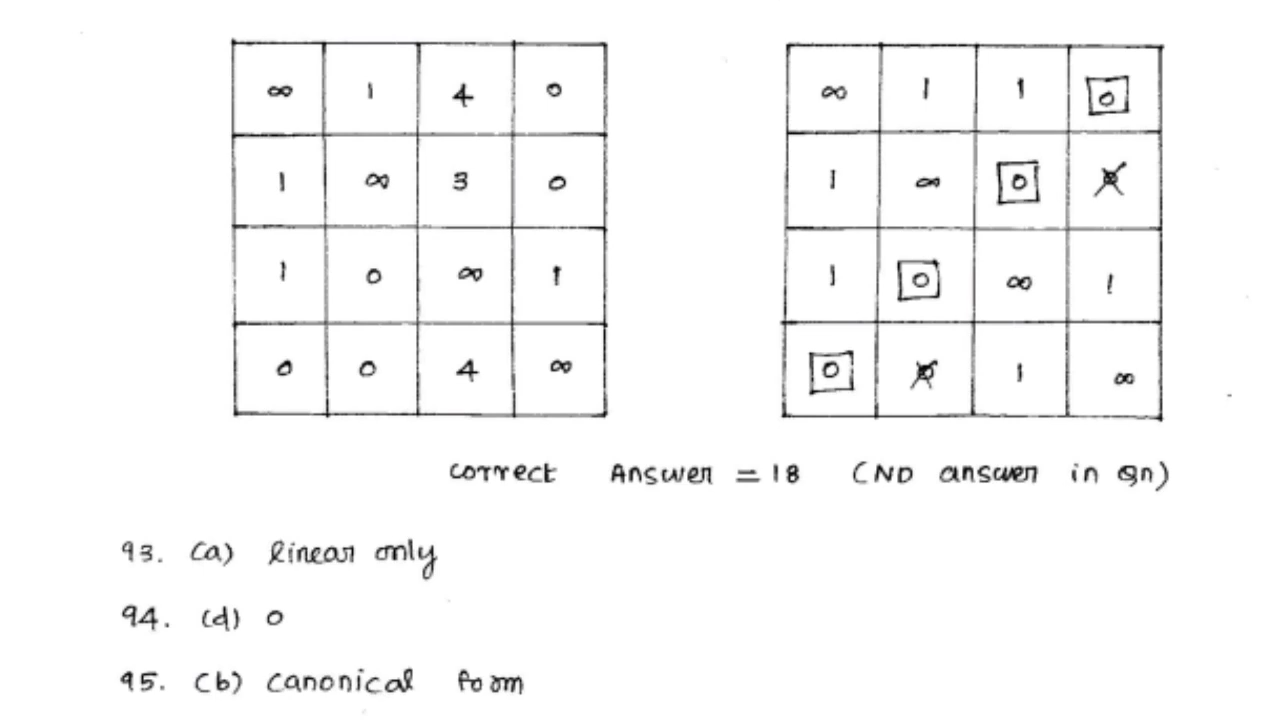 ∞ 1 4 0
1 ∞ 3 0
1 0 ∞ 1
0 0 4 ∞
∞ 1 1 0
1 ∞ 0 0
1 0 ∞ 1
0 0 1 ∞
correct Answer = 18 (NO answer in Qn)
93. (a) linear only
94. (d) 0
95. (b) canonical form